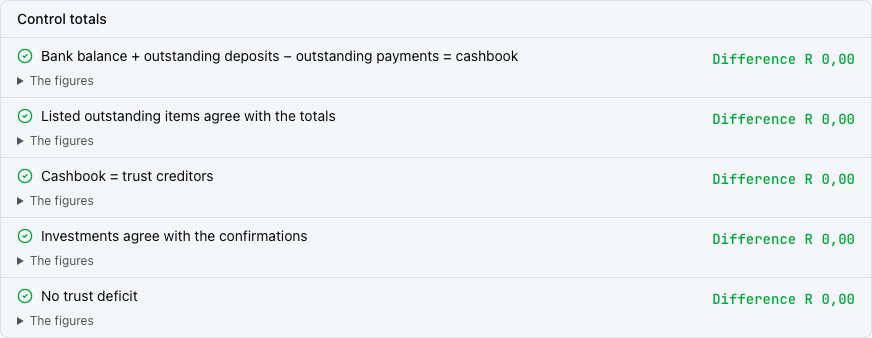 Control totals
Bank balance + outstanding deposits – outstanding payments = cashbook
Difference R 0,00
The figures
Listed outstanding items agree with the totals
Difference R 0,00
The figures
Cashbook = trust creditors
Difference R 0,00
The figures
Investments agree with the confirmations
Difference R 0,00
The figures
No trust deficit
Difference R 0,00
The figures